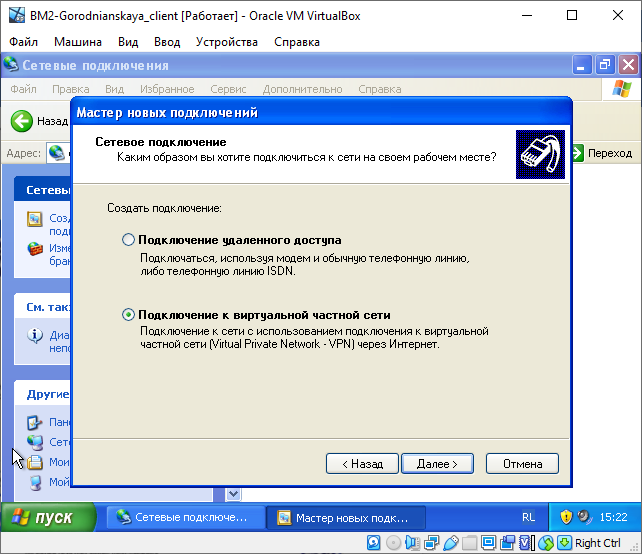 BM2-Gorodnianskaya_client [Работает] - Oracle VM VirtualBox
Файл Машина Вид Ввод Устройства Справка
Сетевые подключения
Файл Правка Вид Избранное Сервис Дополнительно Справка
Назад
Мастер новых подключений
Сетевое подключение
Каким образом вы хотите подключиться к сети на своем рабочем месте?
Адрес:
Переход
Создать подключение:
Подключение удаленного доступа
Подключаться, используя модем и обычную телефонную линию,
либо телефонную линию ISDN.
Подключение к виртуальной частной сети
Подключение к сети с использованием подключения к виртуальной
частной сети (Virtual Private Network - VPN) через Интернет.
Сетевы
Созд
под
Изме
бран
См. такж
Диа
непо
Другие
Пан
Сете
Мои
Мой
< Назад
Далее >
Отмена
пуск
Сетевые подключе...
Мастер новых подк...
RL
15:22
Right Ctrl